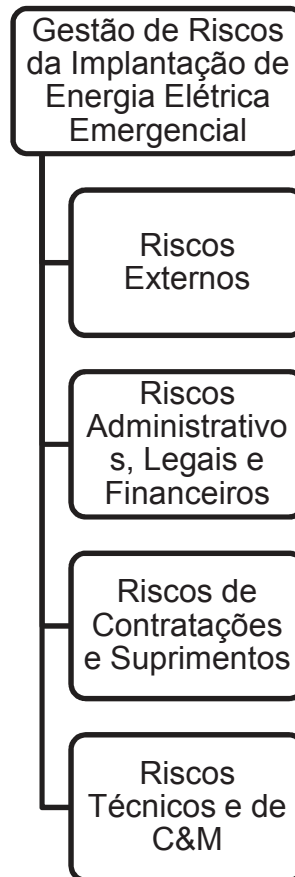 Gestão de Riscos
da Implantação de
Energia Elétrica
Emergencial
Riscos
Externos
Riscos
Administrativo
s, Legais e
Financeiros
Riscos de
Contratações
e Suprimentos
Riscos
Técnicos e de
C&M